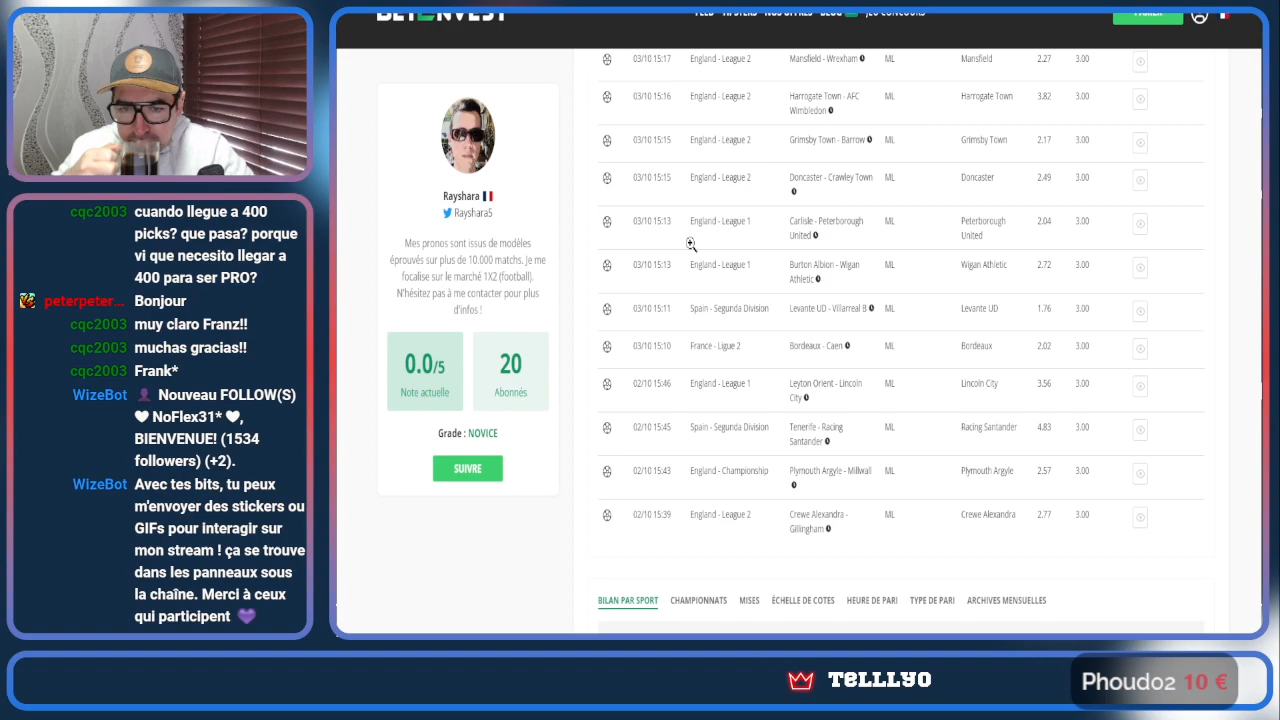 cqc2003 cuando llegue a 400
picks? que pasa? porque
vi que necesito llegar a
400 para ser PRO?
peterpeter... Bonjour
cqc2003 muy claro Franz!!
cqc2003 muchas gracias!!
cqc2003 Frank*
WizeBot Nouveau FOLLOW(S)
NoFlex31* ,
BIENVENUE! (1534
followers) (+2).
WizeBot Avec tes bits, tu peux
m'envoyer des stickers ou
GIFs pour interagir sur
mon stream ! ça se trouve
dans les panneaux sous
la chaîne. Merci à ceux
qui participent
Rayshara
Rayshara5
Mes pronos sont issus de modèles
éprouvés sur plus de 10.000 matchs. Je me
focalise sur le marché 1X2 (football).
N'hésitez pas à me contacter pour plus
d'infos !
0.0/5
Note actuelle
20
Abonnés
Grade : NOVICE
SUIVRE
03/10 15:17 England - League 2 Mansfield - Wrexham ML Mansfield 2.27 3.00
03/10 15:16 England - League 2 Harrogate Town - AFC Wimbledon ML Harrogate Town 3.82 3.00
03/10 15:15 England - League 2 Grimsby Town - Barrow ML Grimsby Town 2.17 3.00
03/10 15:15 England - League 2 Doncaster - Crawley Town ML Doncaster 2.49 3.00
03/10 15:13 England - League 1 Carlisle - Peterborough United ML Peterborough United 2.04 3.00
03/10 15:13 England - League 1 Burton Albion - Wigan Athletic ML Wigan Athletic 2.72 3.00
03/10 15:11 Spain - Segunda Division Levante UD - Villarreal B ML Levante UD 1.76 3.00
03/10 15:10 France - Ligue 2 Bordeaux - Caen ML Bordeaux 2.02 3.00
02/10 15:46 England - League 1 Leyton Orient - Lincoln City ML Lincoln City 3.56 3.00
02/10 15:45 Spain - Segunda Division Tenerife - Racing Santander ML Racing Santander 4.83 3.00
02/10 15:43 England - Championship Plymouth Argyle - Millwall ML Plymouth Argyle 2.57 3.00
02/10 15:39 England - League 2 Crewe Alexandra - Gillingham ML Crewe Alexandra 2.77 3.00
BILAN PAR SPORT CHAMPIONNATS MISES ÉCHELLE DE COTES HEURE DE PARI TYPE DE PARI ARCHIVES MENSUELLES
TELLLYO
Phoud02 10 €